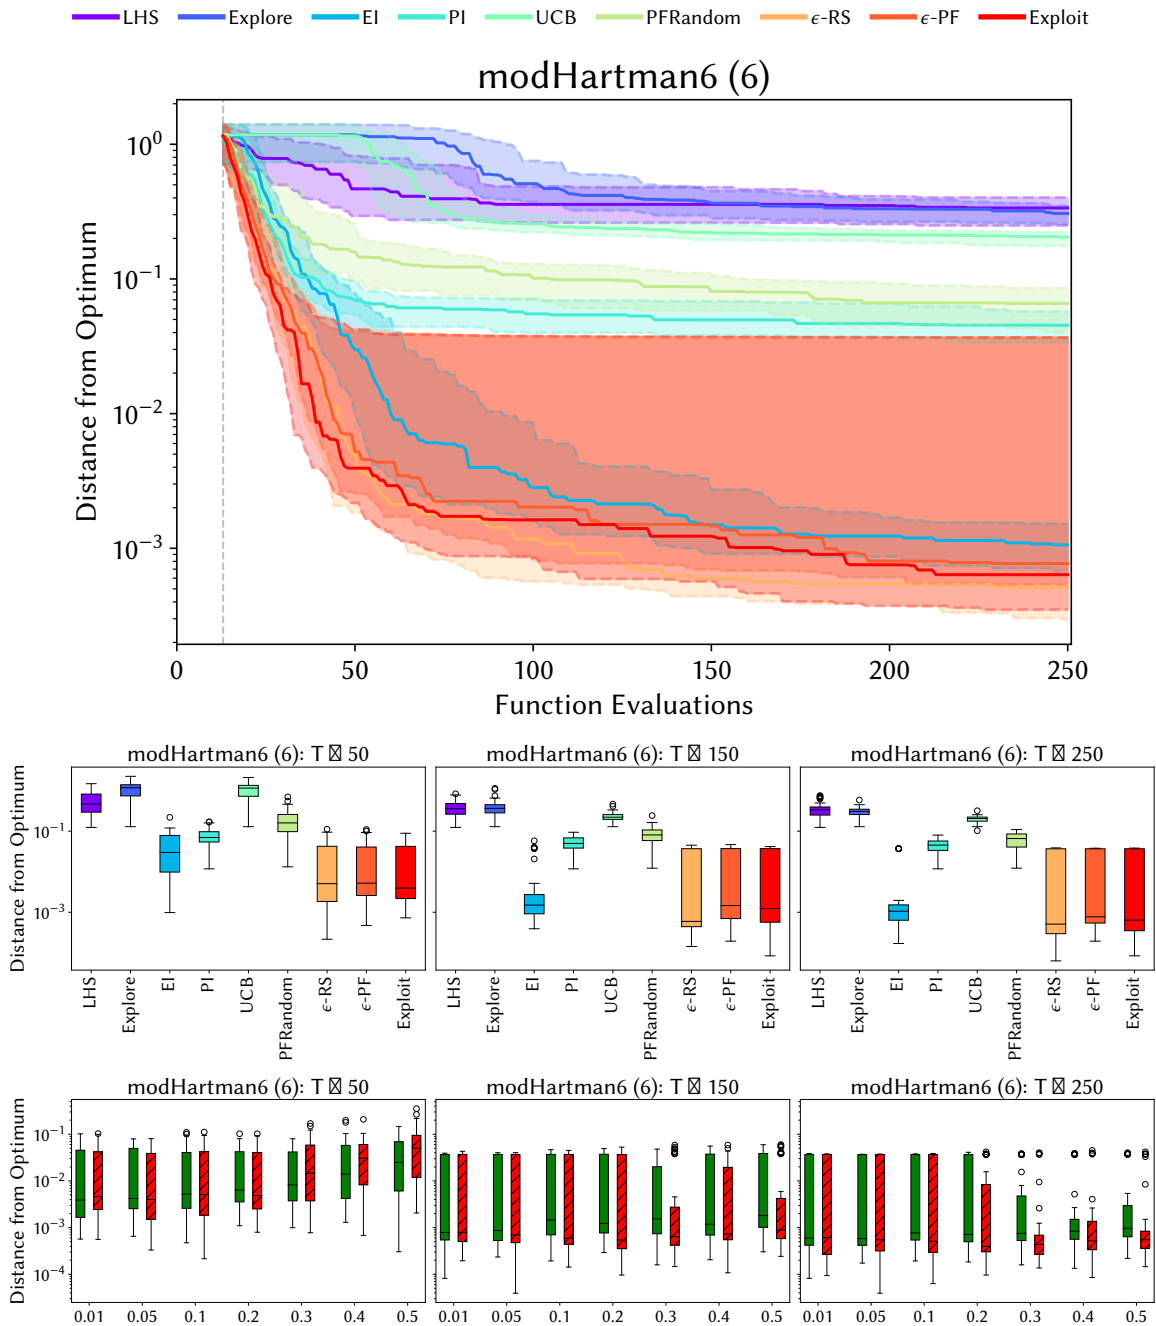 LHS Explore EI PI UCB PFRandom ϵ-RS ϵ-PF Exploit
modHartman6 (6)
Distance from Optimum
10⁰
10⁻¹
10⁻²
10⁻³
0 50 100 150 200 250
Function Evaluations
modHartman6 (6): T ☒ 50 modHartman6 (6): T ☒ 150 modHartman6 (6): T ☒ 250
Distance from Optimum
10⁻¹
10⁻³
LHS Explore EI PI UCB PFRandom ϵ-RS ϵ-PF Exploit LHS Explore EI PI UCB PFRandom ϵ-RS ϵ-PF Exploit LHS Explore EI PI UCB PFRandom ϵ-RS ϵ-PF Exploit
modHartman6 (6): T ☒ 50 modHartman6 (6): T ☒ 150 modHartman6 (6): T ☒ 250
Distance from Optimum
10⁻¹
10⁻²
10⁻³
10⁻⁴
0.01 0.05 0.1 0.2 0.3 0.4 0.5 0.01 0.05 0.1 0.2 0.3 0.4 0.5 0.01 0.05 0.1 0.2 0.3 0.4 0.5